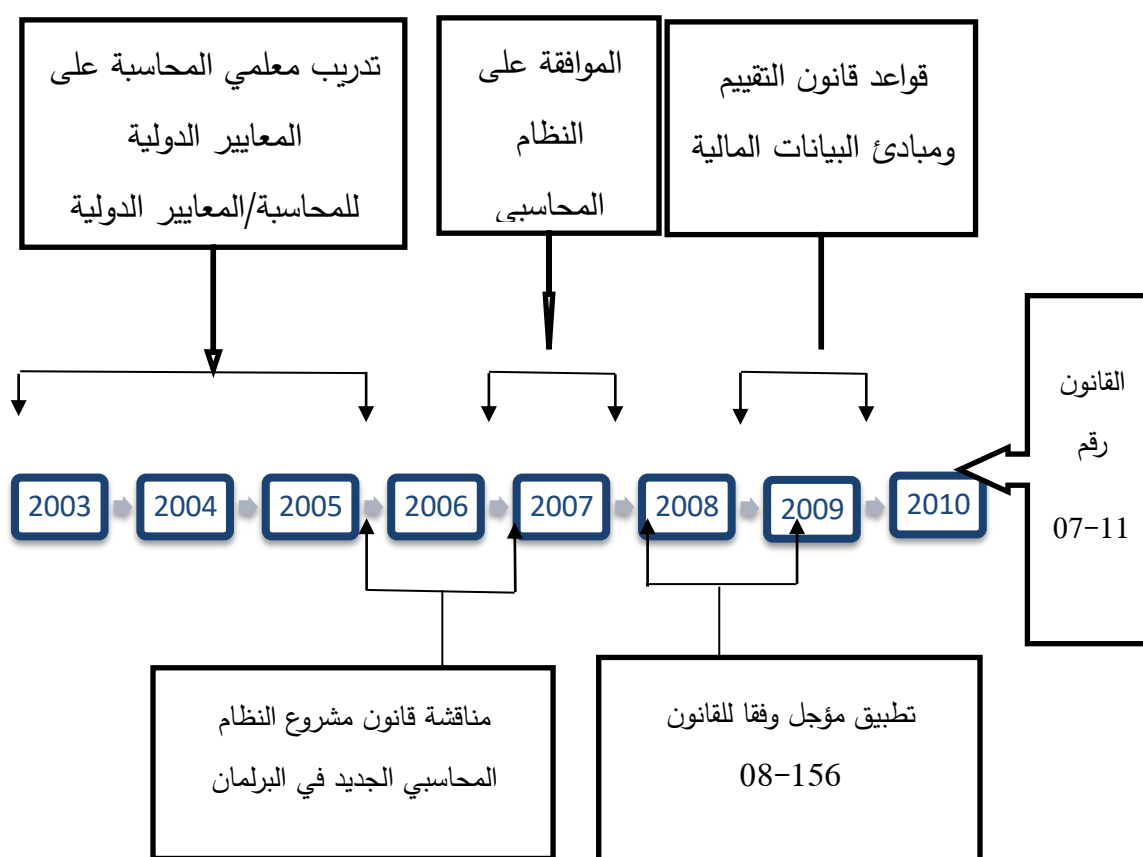 تدريب معلمي المحاسبة على
المعايير الدولية
للمحاسبة/المعايير الدولية
الموافقة على
النظام
المحاسبي
قواعد قانون التقييم
ومبادئ البيانات المالية
القانون
رقم
07-11
2003
2004
2005
2006
2007
2008
2009
2010
مناقشة قانون مشروع النظام
المحاسبي الجديد في البرلمان
تطبيق مؤجل وفقا للقانون
08-156